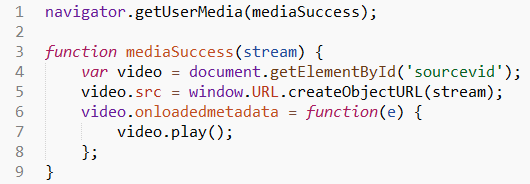 1 navigator.getUserMedia(mediaSuccess);
2
3 function mediaSuccess(stream) {
4     var video = document.getElementById('sourcevid');
5     video.src = window.URL.createObjectURL(stream);
6     video.onloadedmetadata = function(e) {
7         video.play();
8     };
9 }